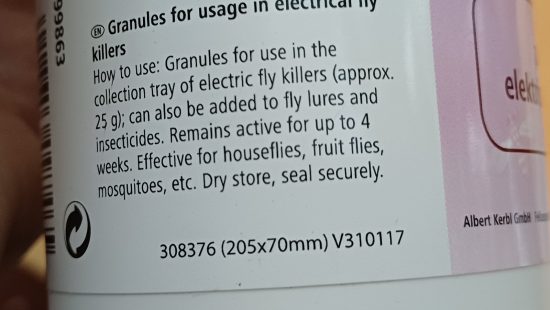 99863
EN Granules for usage in electrical fly
killers
How to use: Granules for use in the
collection tray of electric fly killers (approx.
25 g); can also be added to fly lures and
insecticides. Remains active for up to 4
weeks. Effective for houseflies, fruit flies,
mosquitoes, etc. Dry store, seal securely.
308376 (205x70mm) V310117
Albert Kerbl GmbH